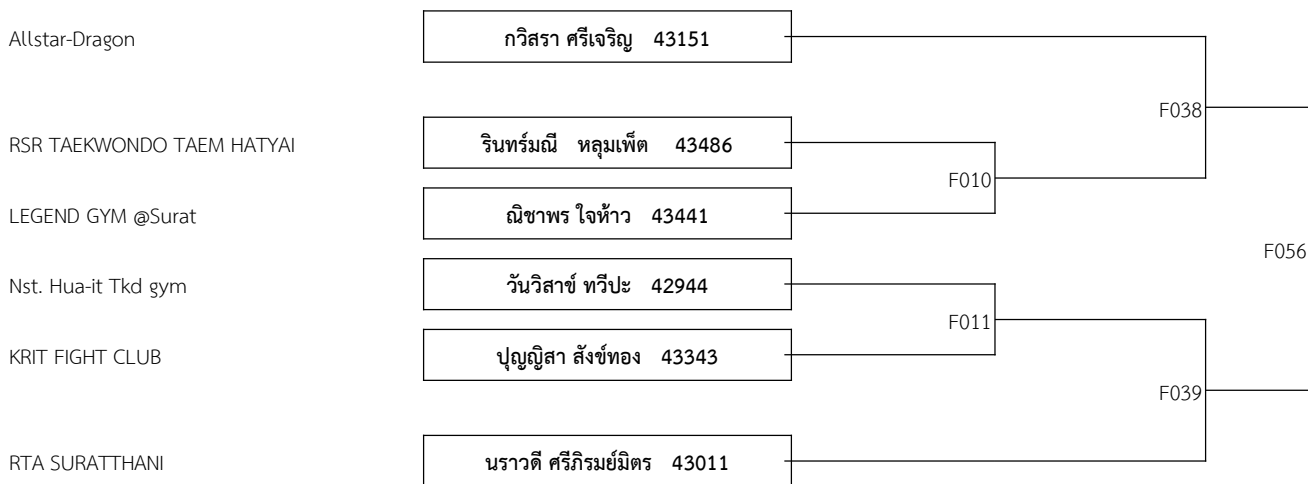 Allstar-Dragon กวิสรา ศรีเจริญ 43151
F038
RSR TAEKWONDO TAEM HATYAI รินทร์มณี หลุมเพ็ต 43486
F010
LEGEND GYM @Surat ณิชาพร ใจห้าว 43441
F056
Nst. Hua-it Tkd gym วันวิสาข์ ทวีปะ 42944
F011
KRIT FIGHT CLUB ปุญญิสา สังข์ทอง 43343
F039
RTA SURATTHANI นราวดี ศรีภิรมย์มิตร 43011